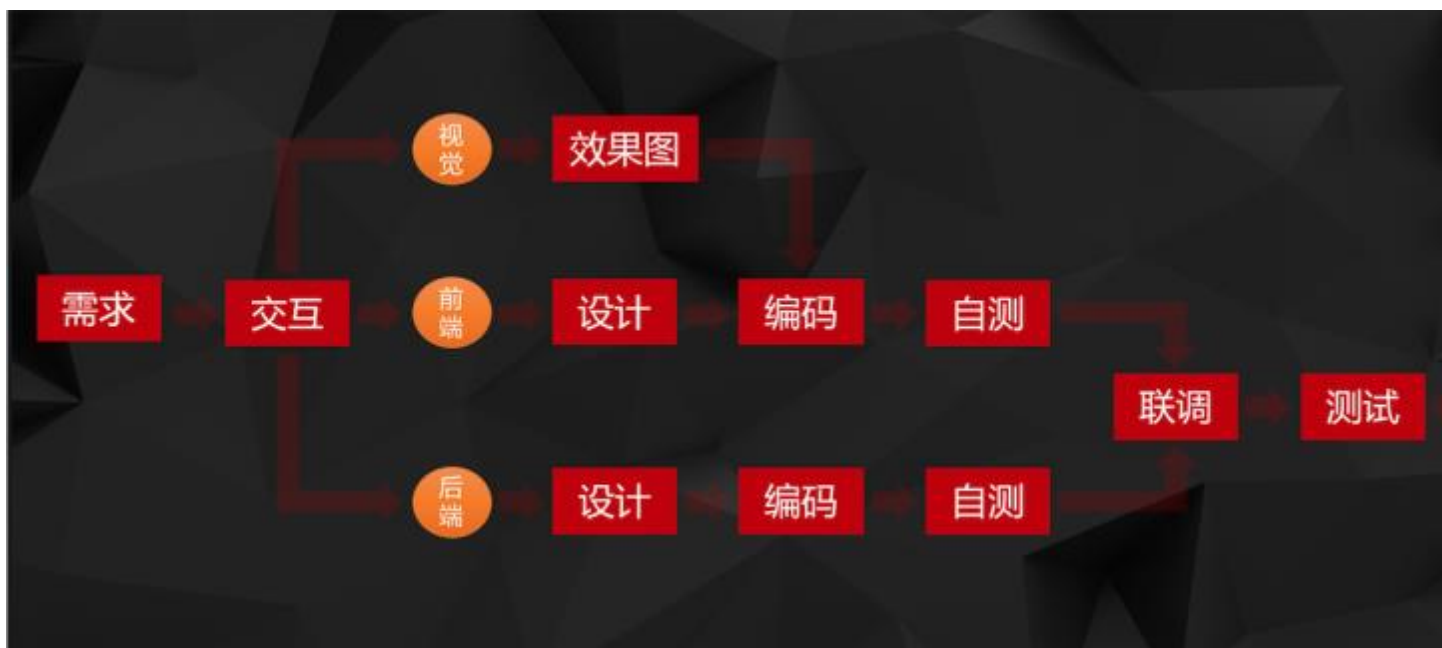 视
觉
效果图
需求
交互
前
端
设计
编码
自测
联调
测试
后
端
设计
编码
自测